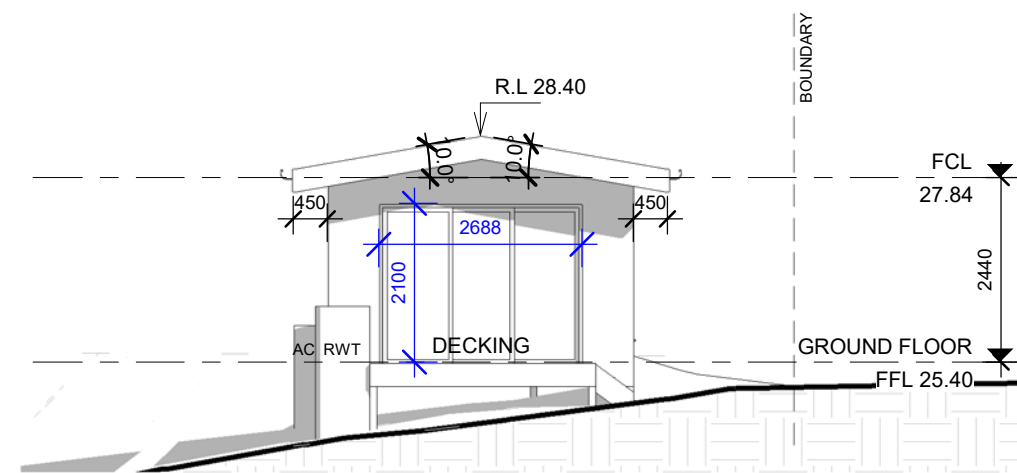 BOUNDARY
R.L 28.40
10.0°
10.0°
FCL
27.84
450
450
2688
2100
2440
AC
RWT
DECKING
GROUND FLOOR
FFL 25.40